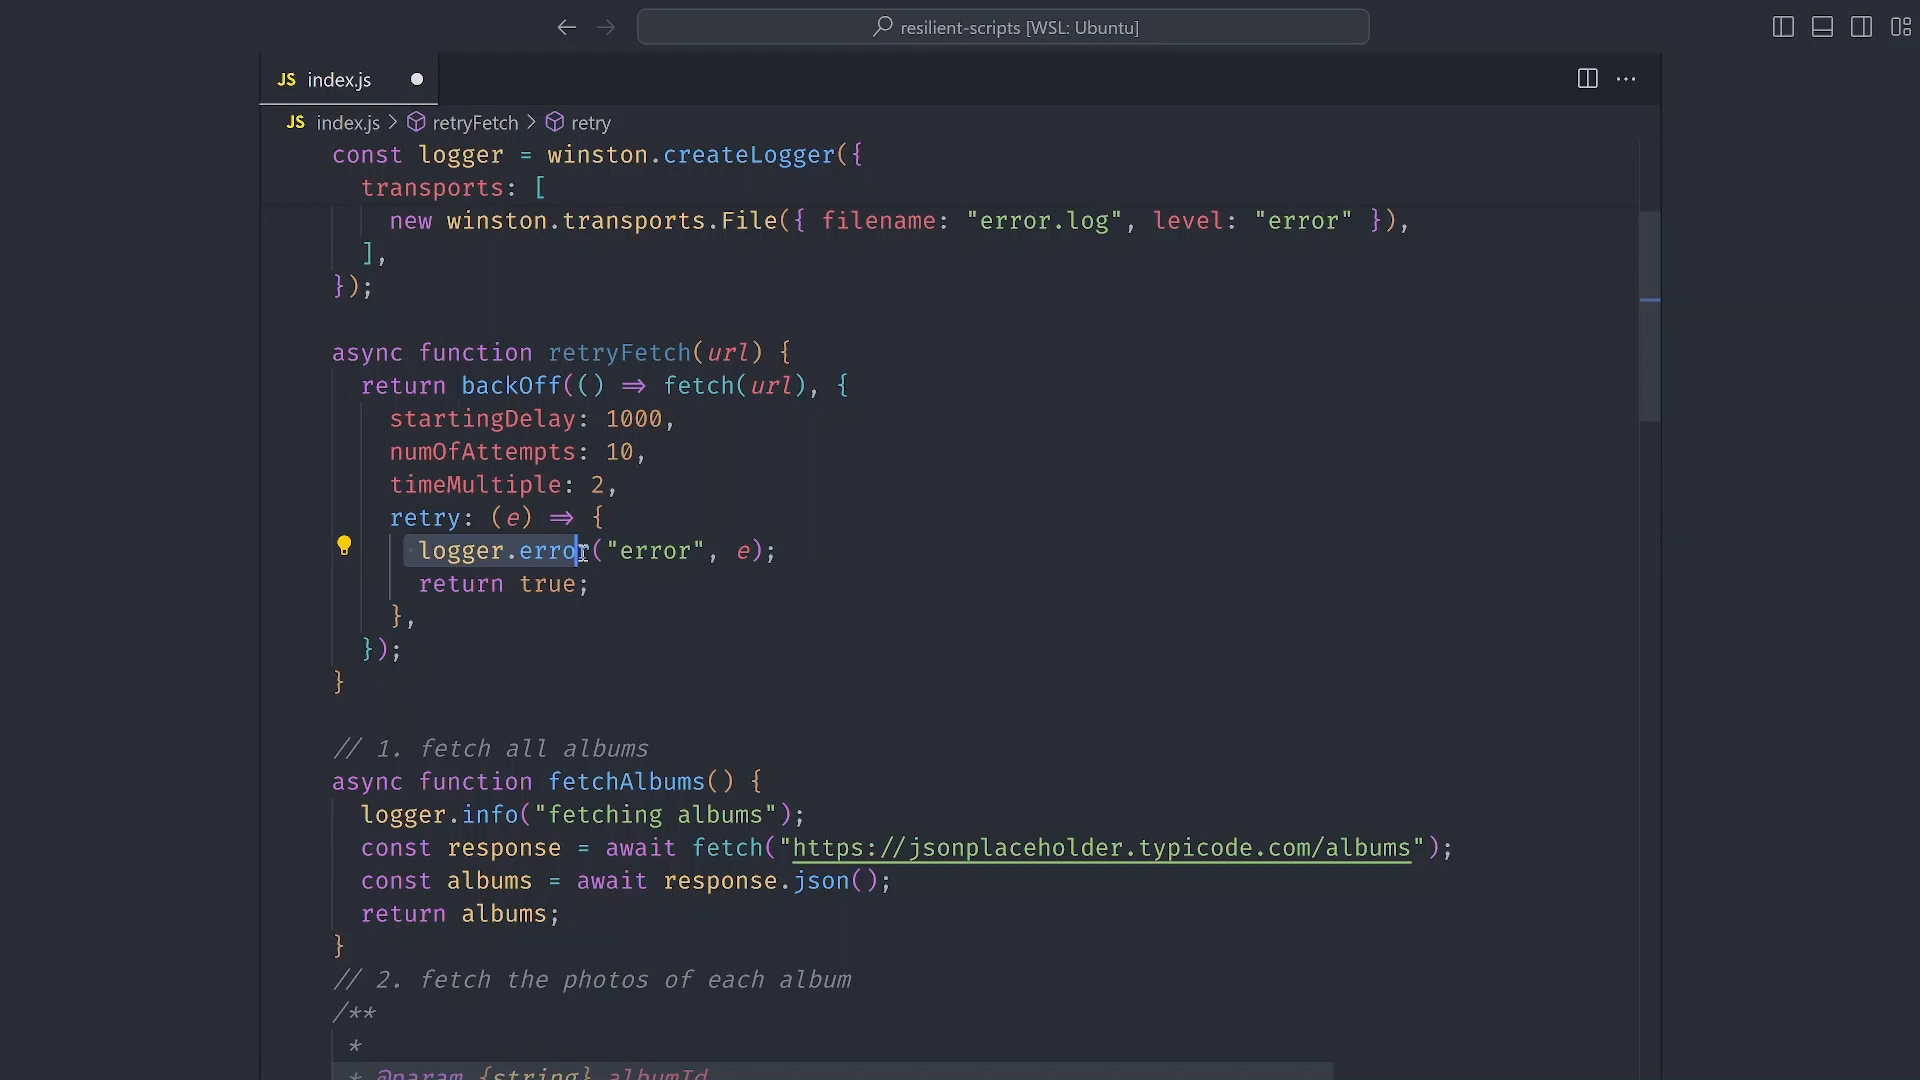 resilient-scripts [WSL: Ubuntu]
JS index.js
JS index.js > retryFetch > retry
const logger = winston.createLogger({
transports: [
new winston.transports.File({ filename: "error.log", level: "error" }),
],
});
async function retryFetch(url) {
return backOff(() => fetch(url), {
startingDelay: 1000,
numOfAttempts: 10,
timeMultiple: 2,
retry: (e) => {
logger.error("error", e);
return true;
},
});
}
// 1. fetch all albums
async function fetchAlbums() {
logger.info("fetching albums");
const response = await fetch("https://jsonplaceholder.typicode.com/albums");
const albums = await response.json();
return albums;
}
// 2. fetch the photos of each album
/**
*
* @param {string} albumId